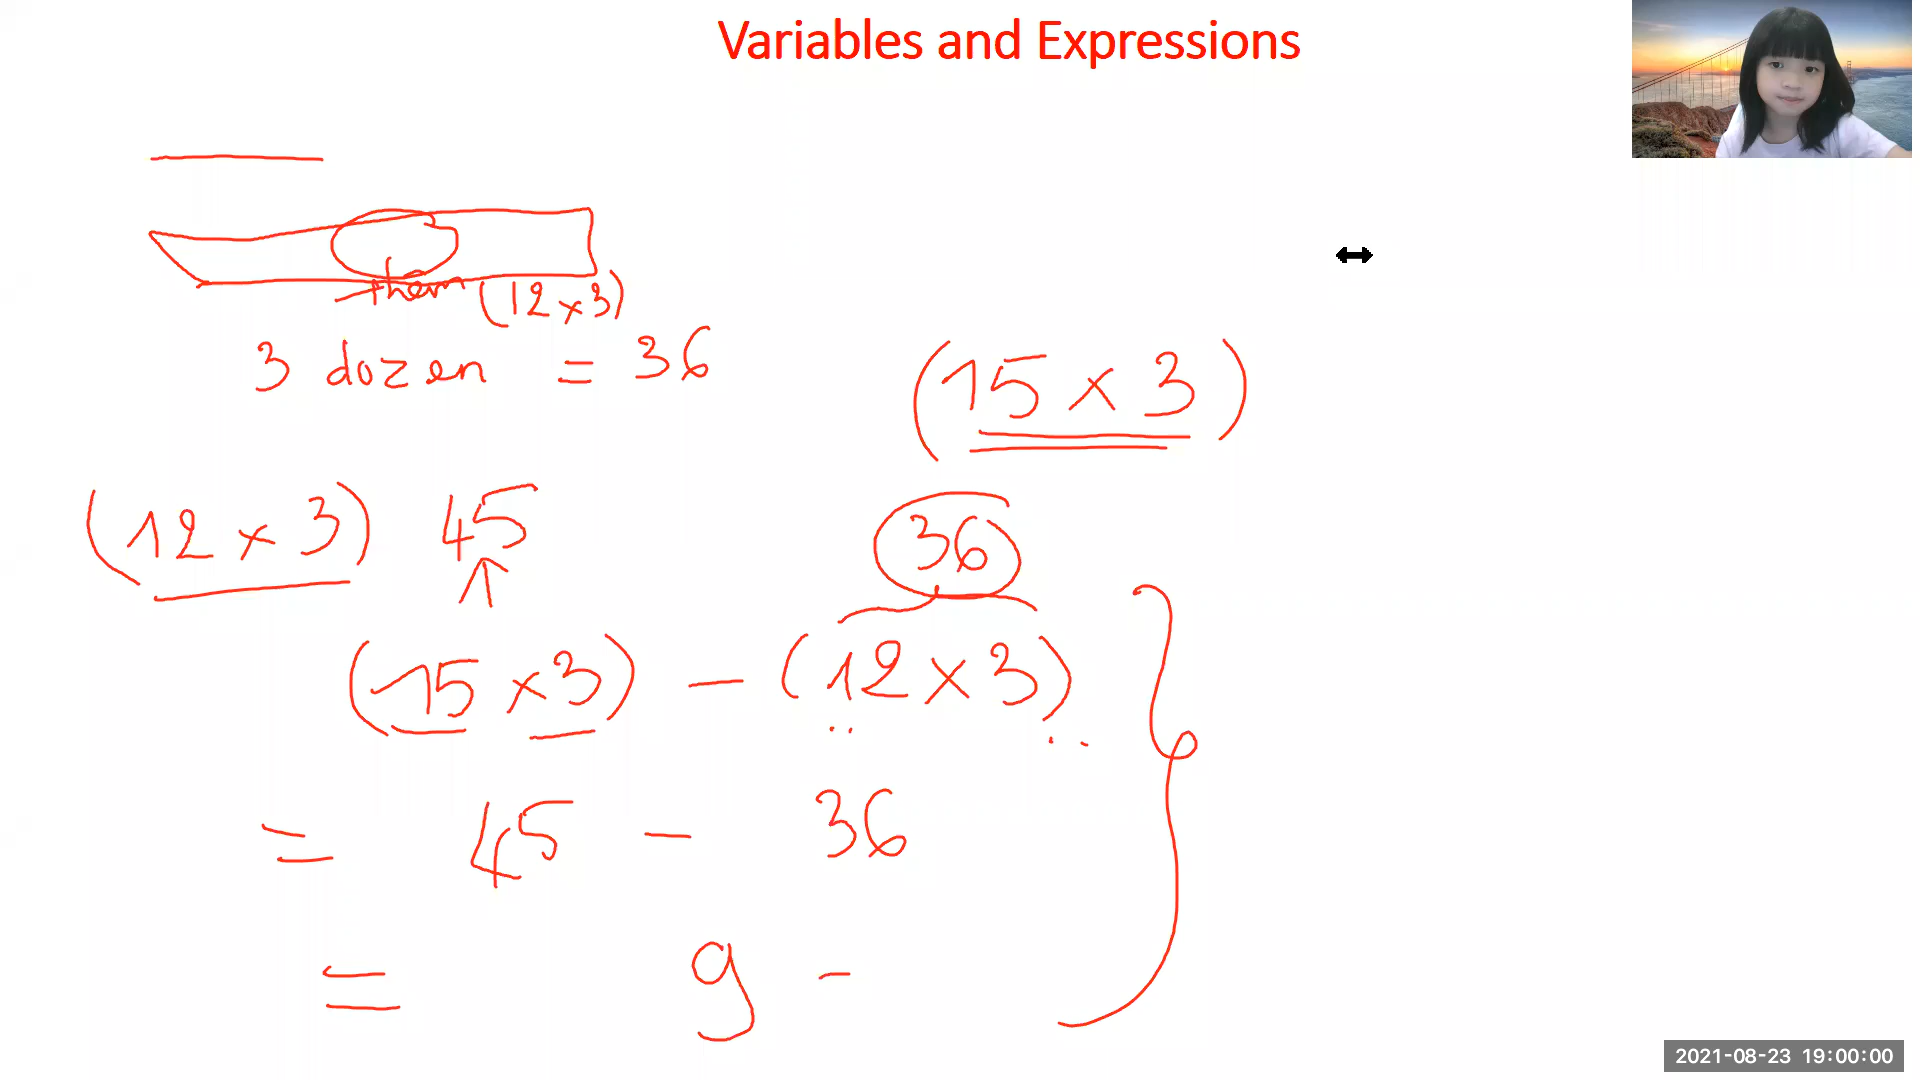 Variables and Expressions
them (12 x 3)
3 dozen = 36
(15 x 3)
(12 x 3) 45
36
(15 x 3) - (12 x 3)
= 45 - 36
= 9 -
2021-08-23 19:00:00